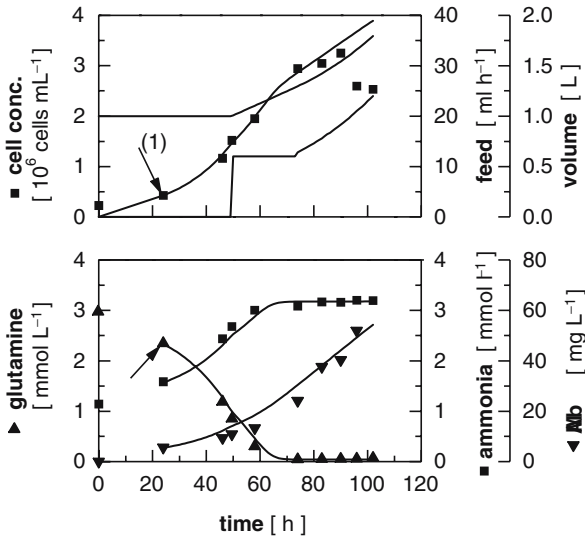 4
3
2
1
0
40
30
20
10
0
2.0
1.5
1.0
0.5
0.0
(1)
■ cell conc.
[ 10⁶ cells mL⁻¹ ]
feed
[ ml h⁻¹ ]
volume
[ L ]
4
3
2
1
0
4
3
2
1
0
80
60
40
20
0
▲ glutamine
[ mmol L⁻¹ ]
■ ammonia
[ mmol l⁻¹ ]
▼
[ mg L⁻¹ ]
0 20 40 60 80 100 120
time [ h ]